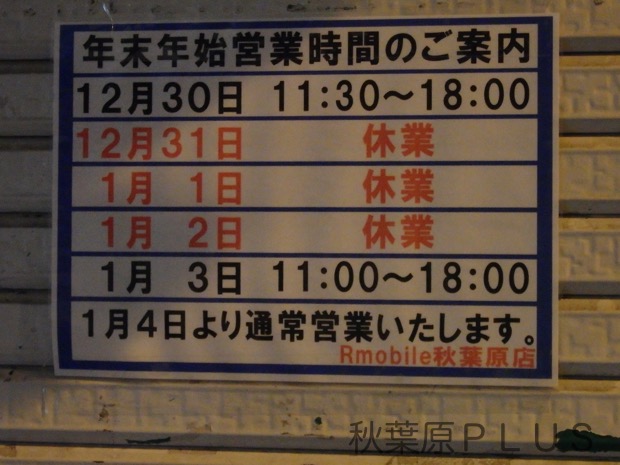 年末年始営業時間のご案内
12月30日 11:30～18:00
12月31日 休業
1月 1日 休業
1月 2日 休業
1月 3日 11:00～18:00
1月4日より通常営業いたします。
Rmobile秋葉原店
秋葉原PLUS